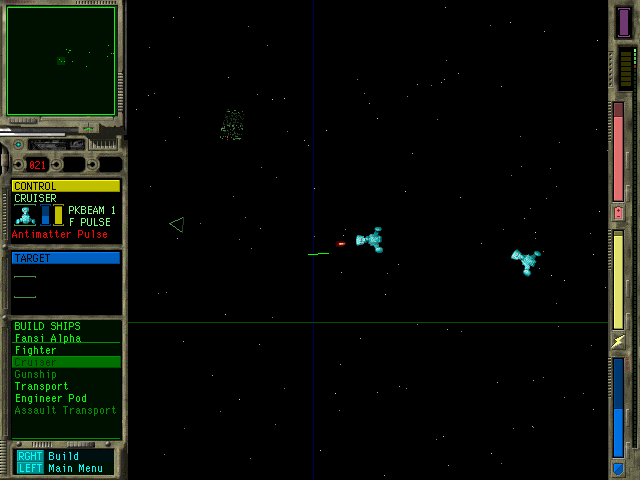 021
CONTROL
CRUISER
PKBEAM 1
F PULSE
Antimatter Pulse
TARGET
BUILD SHIPS
Fansi Alpha
Fighter
Cruiser
Gunship
Transport
Engineer Pod
Assault Transport
RGHT Build
LEFT Main Menu